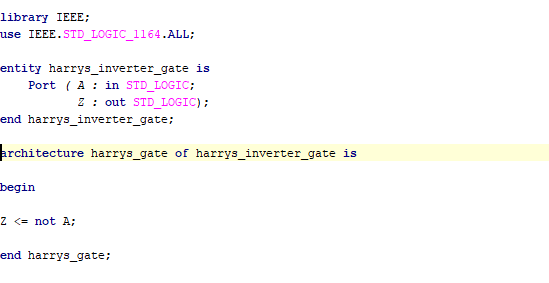 library IEEE;
use IEEE.STD_LOGIC_1164.ALL;
entity harrys_inverter_gate is
Port ( A : in STD_LOGIC;
Z : out STD_LOGIC);
end harrys_inverter_gate;
architecture harrys_gate of harrys_inverter_gate is
begin
Z <= not A;
end harrys_gate;